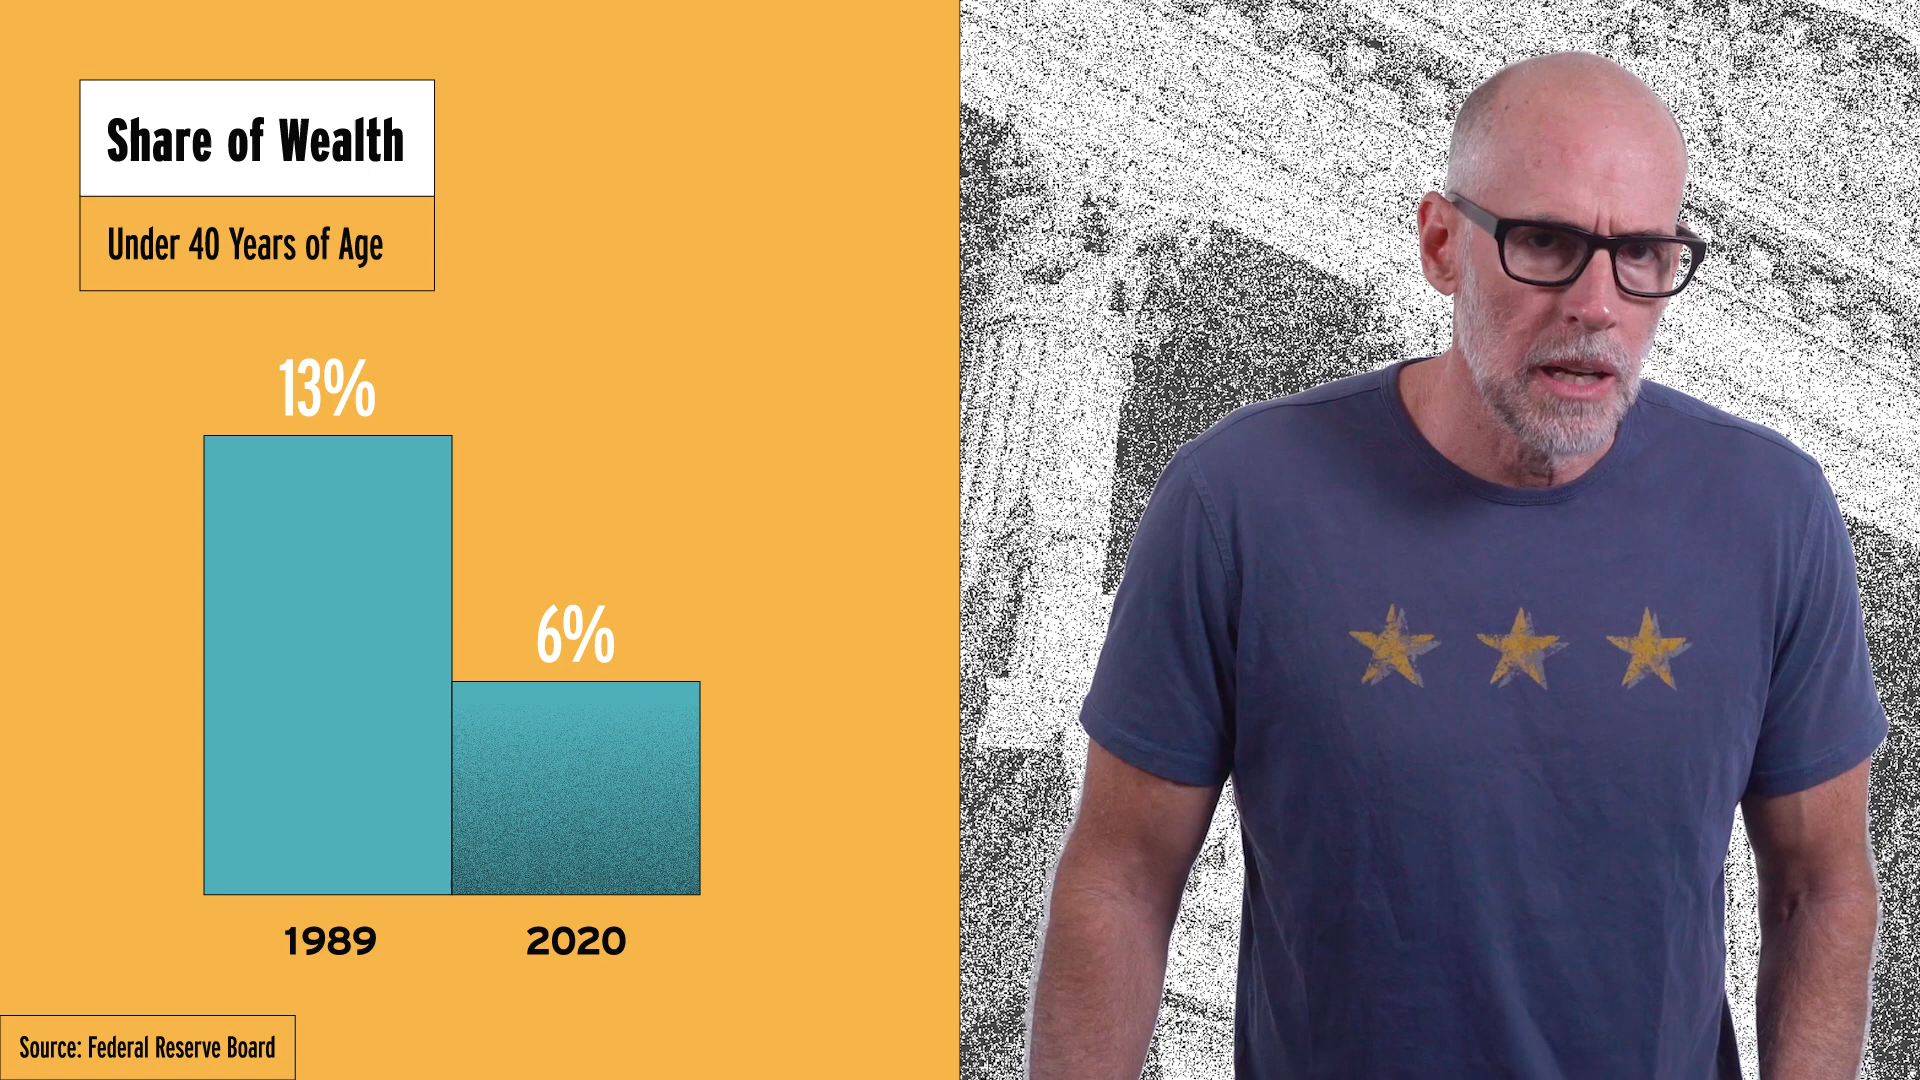 Share of Wealth
Under 40 Years of Age
13%
6%
1989
2020
Source: Federal Reserve Board